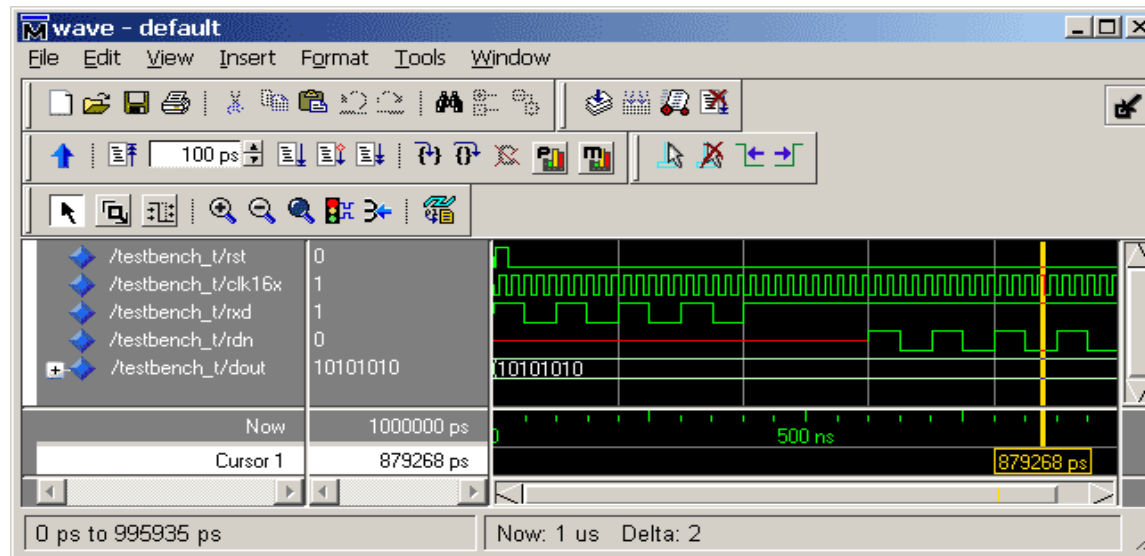 wave - default
File Edit View Insert Format Tools Window
100 ps
/testbench_t/rst 0
/testbench_t/clk16x 1
/testbench_t/rxd 1
/testbench_t/rdn 0
/testbench_t/dout 10101010 10101010
Now 1000000 ps 0 500 ns
Cursor 1 879268 ps 879268 ps
0 ps to 995935 ps Now: 1 us Delta: 2